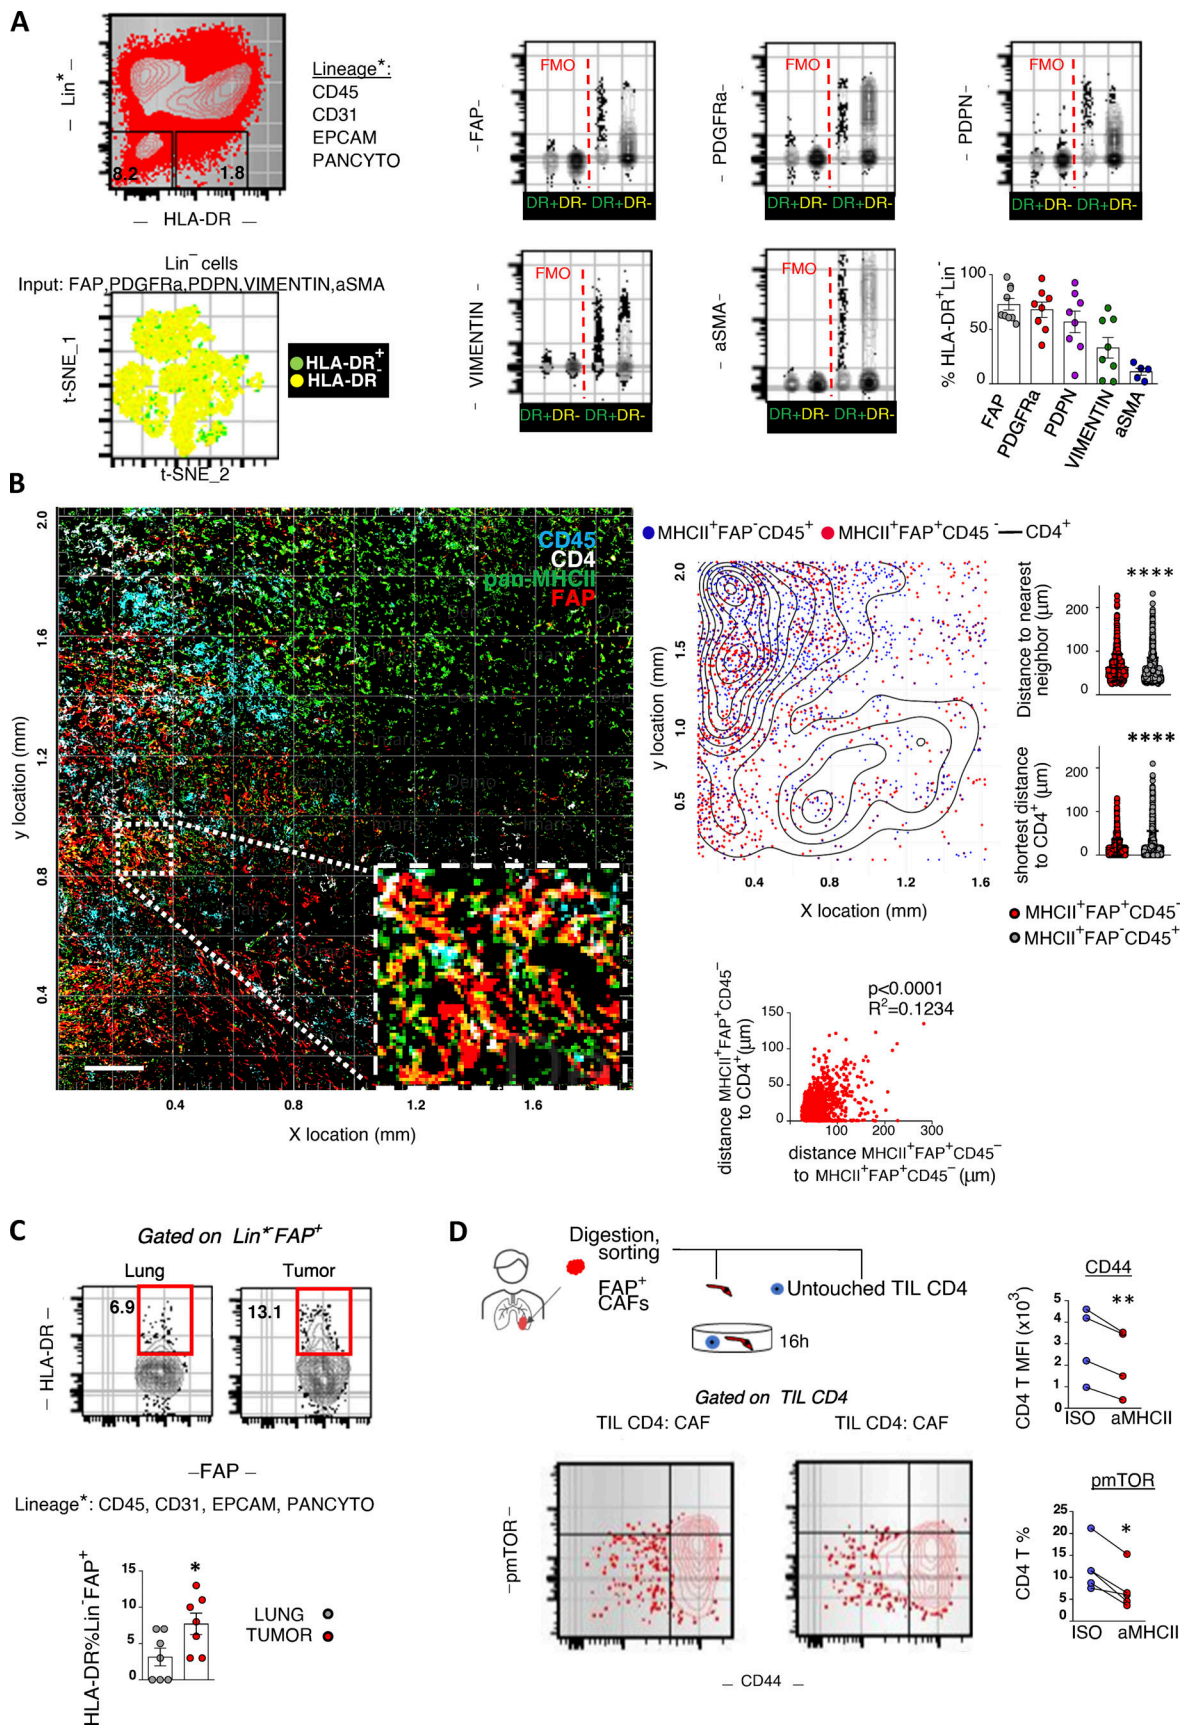 A
– Lin* –
8.2
1.8
— HLA-DR —
Lineage*:
CD45
CD31
EPCAM
PANCYTO
FMO
–FAP–
DR+DR- DR+DR-
FMO
– PDGFRa–
DR+DR- DR+DR-
FMO
– PDPN–
DR+DR- DR+DR-
Lin⁻ cells
Input: FAP,PDGFRa,PDPN,VIMENTIN,aSMA
t-SNE_1
t-SNE_2
HLA-DR⁺
HLA-DR⁻
FMO
– VIMENTIN –
DR+DR- DR+DR-
FMO
– aSMA–
DR+DR- DR+DR-
% HLA-DR⁺Lin⁻
100
50
0
FAP
PDGFRa
PDPN
VIMENTIN
aSMA
B
CD45
CD4
pan-MHCII
FAP
y location (mm)
2.0
1.6
1.2
0.8
0.4
0.4
0.8
1.2
1.6
X location (mm)
MHCII⁺FAP⁻CD45⁺
MHCII⁺FAP⁺CD45⁻
CD4⁺
y location (mm)
2.0
1.5
1.0
0.5
0.4
0.8
1.2
1.6
X location (mm)
Distance to nearest
neighbor (µm)
200
100
0
****
shortest distance
to CD4⁺ (µm)
200
100
0
****
MHCII⁺FAP⁺CD45⁻
MHCII⁺FAP⁻CD45⁺
distance MHCII⁺FAP⁺CD45⁻
to CD4⁺(µm)
p<0.0001
R²=0.1234
150
100
50
0
100
200
300
distance MHCII⁺FAP⁺CD45⁻
to MHCII⁺FAP⁺CD45⁻ (µm)
C
Gated on Lin*⁻FAP⁺
Lung
Tumor
6.9
13.1
– HLA-DR –
–FAP –
Lineage*: CD45, CD31, EPCAM, PANCYTO
HLA-DR%Lin⁻FAP⁺
15
10
5
0
*
LUNG
TUMOR
D
Digestion,
sorting
FAP⁺
CAFs
Untouched TIL CD4
16h
Gated on TIL CD4
TIL CD4: CAF
TIL CD4: CAF
–pmTOR–
— CD44 —
CD44
**
CD4 T MFI (x10³)
5
4
3
2
1
0
ISO
aMHCII
pmTOR
*
CD4 T %
25
20
15
10
5
0
ISO
aMHCII